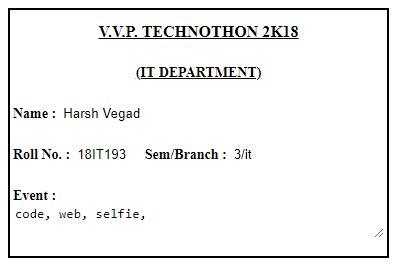 V.V.P. TECHNOTHON 2K18
(IT DEPARTMENT)
Name : Harsh Vegad
Roll No. : 18IT193 Sem/Branch : 3/it
Event :
code, web, selfie,